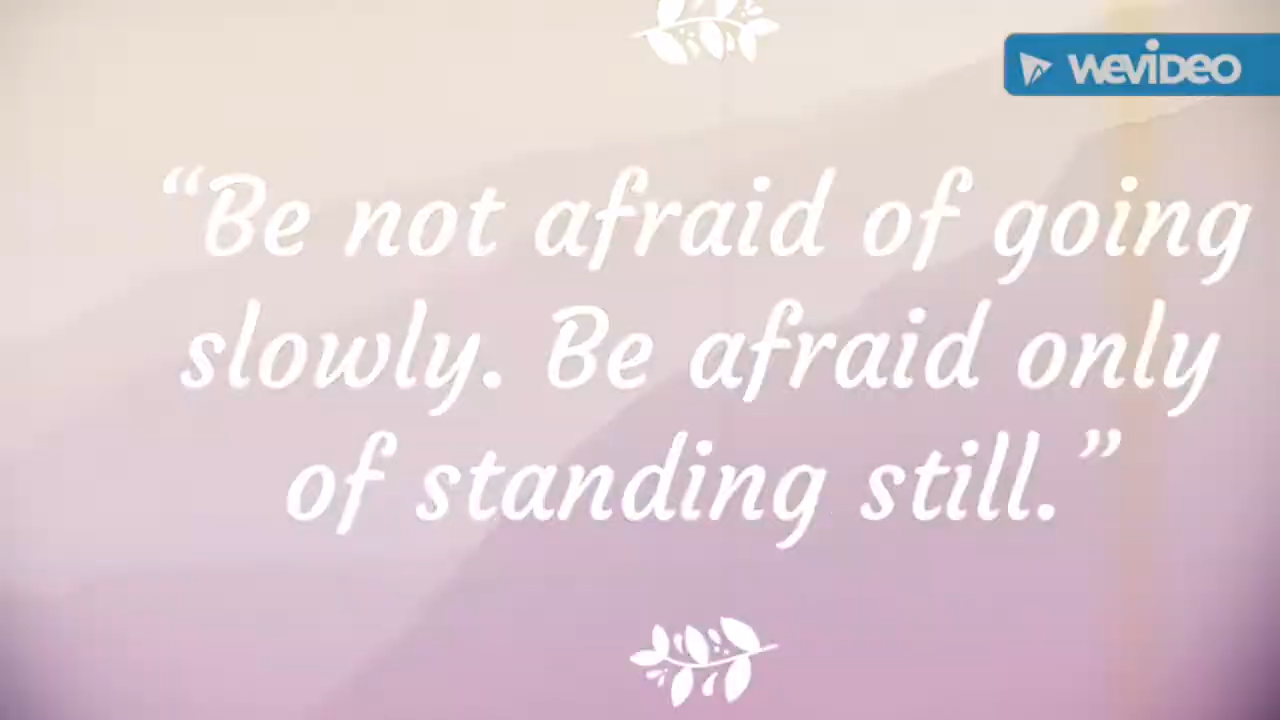 WEVIDEO
“Be not afraid of going
slowly. Be afraid only
of standing still.”